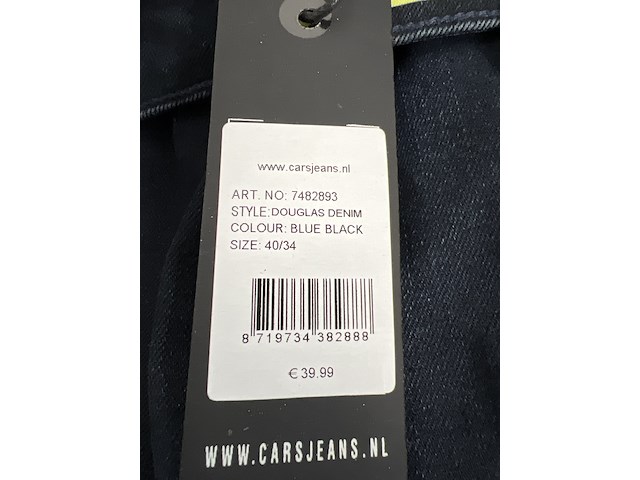 www.carsjeans.nl
ART. NO: 7482893
STYLE:DOUGLAS DENIM
COLOUR: BLUE BLACK
SIZE: 40/34
8 719734 382888
€ 39.99
WWW.CARSJEANS.NL